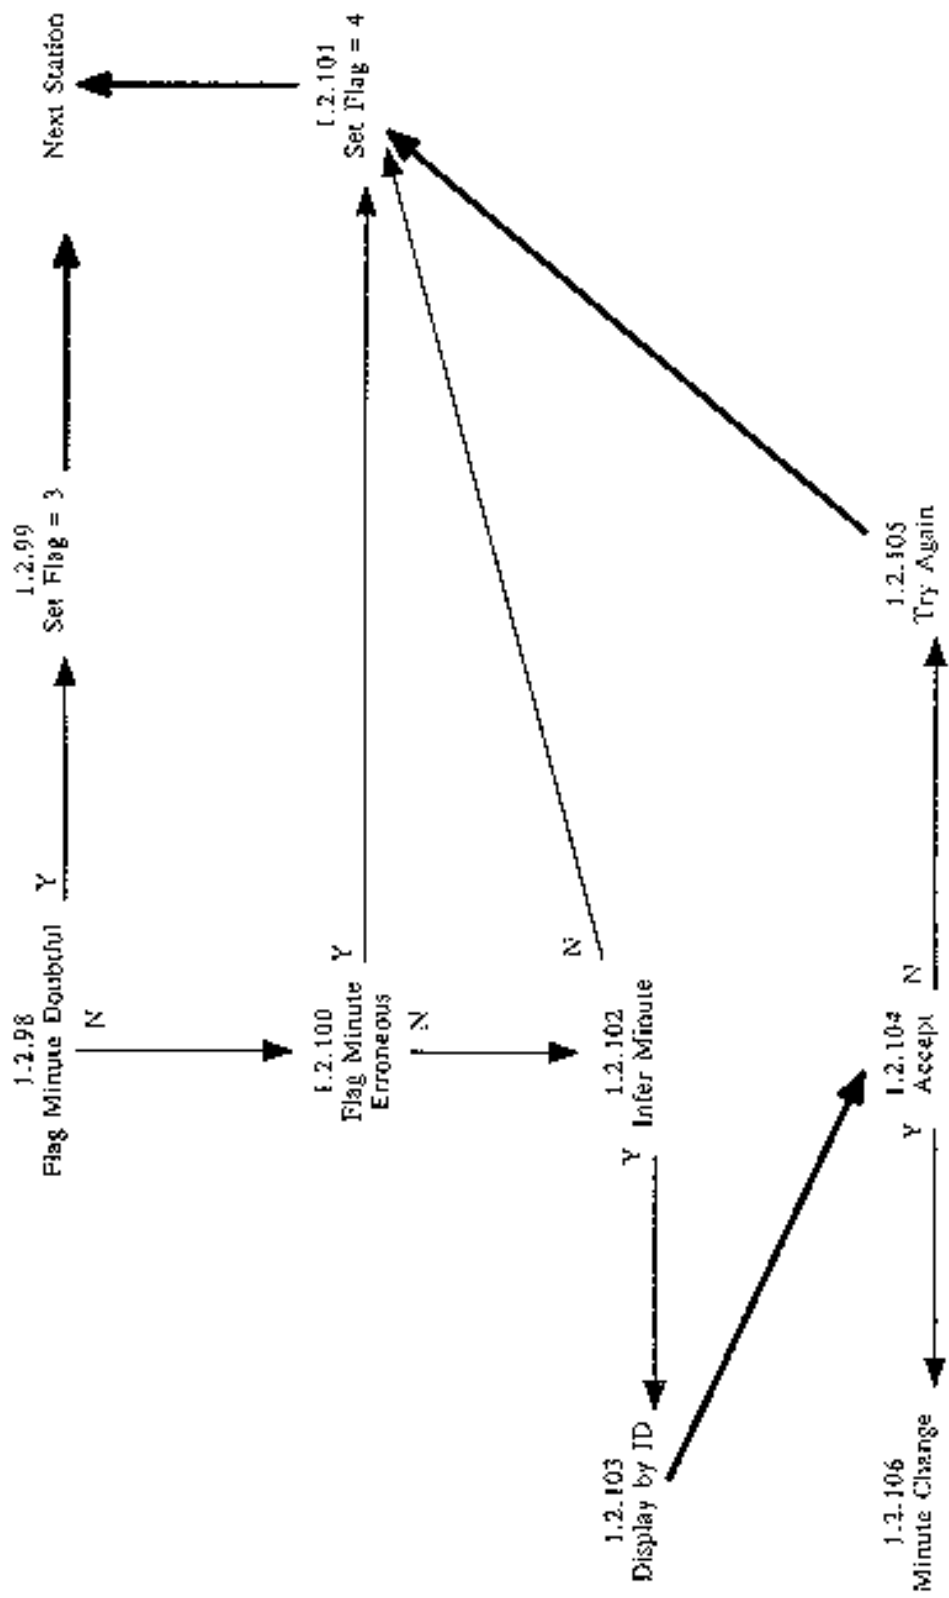 1.2.98
Flag Minute Doubtful
Y
N
1.2.99
Set Flag = 3
Next Station
1.2.100
Flag Minute
Erroneous
Y
N
1.2.101
Set Flag = 4
1.2.102
Infer Minute
Y
N
1.2.103
Display by ID
1.2.104
Accept
Y
N
1.2.105
Try Again
1.2.106
Minute Change